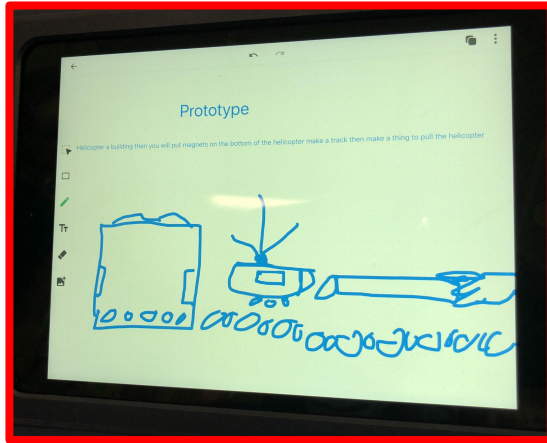 Prototype
Helicopter a building then you will put magnets on the bottom of the helicopter make a track then make a thing to pull the helicopter
TT